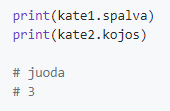 print(kate1.spalva)
print(kate2.kojos)
# juoda
# 3